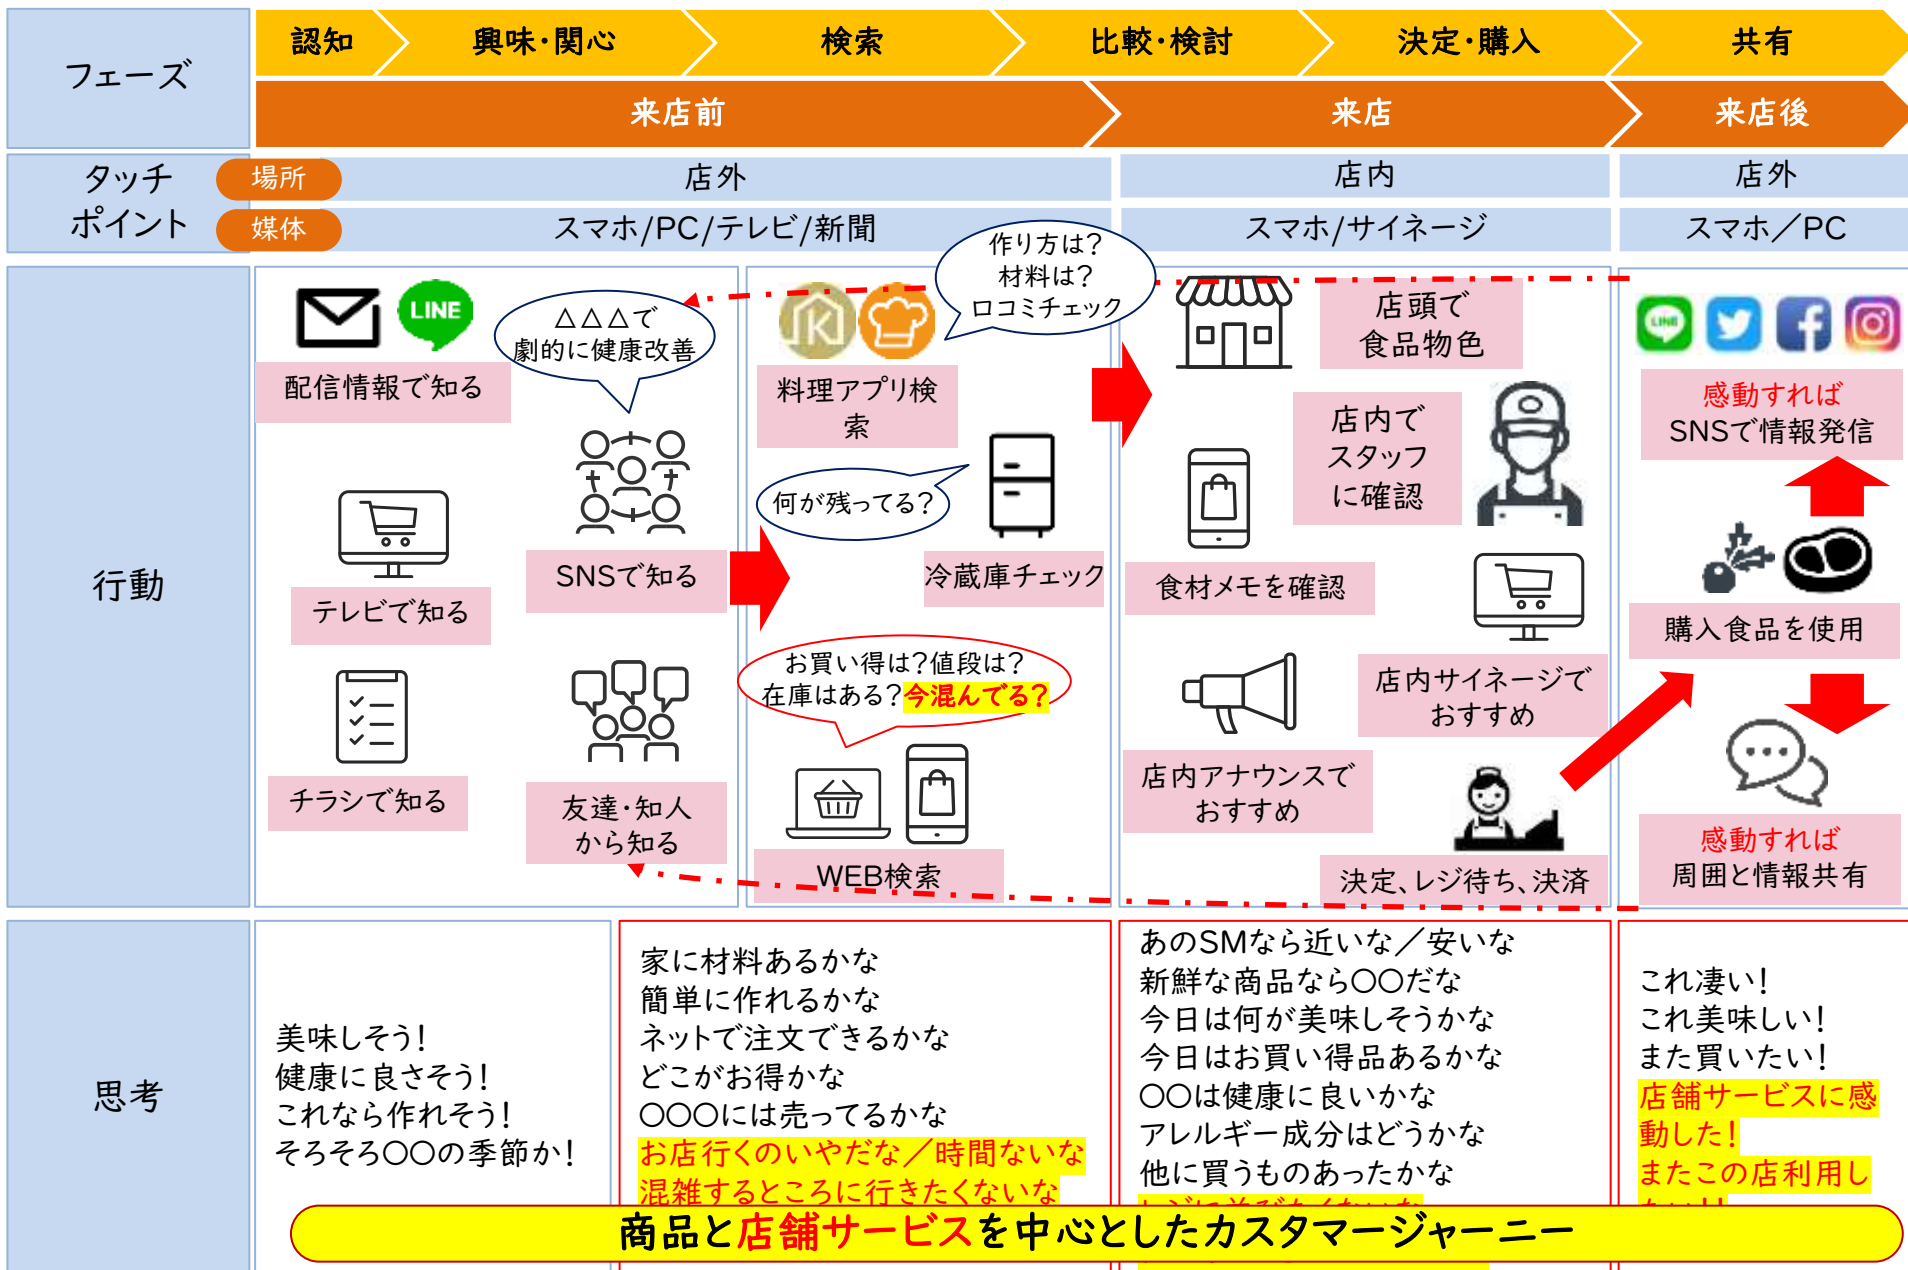 フェーズ
認知
興味・関心
検索
比較・検討
決定・購入
共有
来店前
来店
来店後
タッチ
ポイント
場所
店外
店内
店外
媒体
スマホ/PC/テレビ/新聞
スマホ/サイネージ
スマホ／PC
行動
LINE
配信情報で知る
△△△で
劇的に健康改善
テレビで知る
SNSで知る
チラシで知る
友達・知人
から知る
作り方は？
材料は？
口コミチェック
料理アプリ検
索
何が残ってる？
冷蔵庫チェック
お買い得は？値段は？
在庫はある？今混んでる？
WEB検索
店頭で
食品物色
店内で
スタッフ
に確認
食材メモを確認
店内サイネージで
おすすめ
店内アナウンスで
おすすめ
決定、レジ待ち、決済
LINE
感動すれば
SNSで情報発信
購入食品を使用
感動すれば
周囲と情報共有
思考
美味しそう！
健康に良さそう！
これなら作れそう！
そろそろ〇〇の季節か！
家に材料あるかな
簡単に作れるかな
ネットで注文できるかな
どこがお得かな
〇〇〇には売ってるかな
お店行くのいやだな／時間ないな
混雑するところに行きたくないな
あのSMなら近いな／安いな
新鮮な商品なら〇〇だな
今日は何が美味しそうかな
今日はお買い得品あるかな
〇〇は健康に良いかな
アレルギー成分はどうかな
他に買うものあったかな
レジに並びたくないな
これ凄い！
これ美味しい！
また買いたい！
店舗サービスに感
動した！
またこの店利用し
たい！！
商品と店舗サービスを中心としたカスタマージャーニー